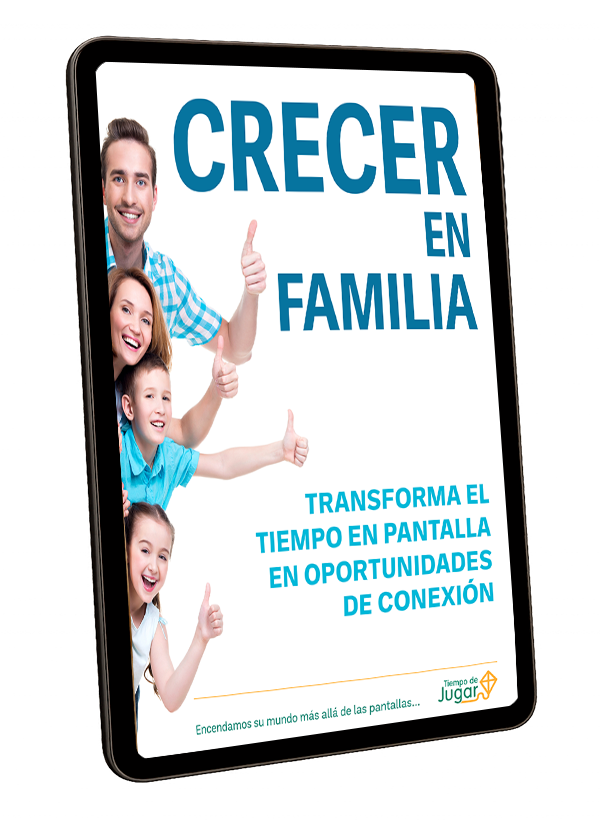 CRECER
EN
FAMILIA
TRANSFORMA EL
TIEMPO EN PANTALLA
EN OPORTUNIDADES
DE CONEXIÓN
Encendamos su mundo más allá de las pantallas...
Tiempo de
Jugar